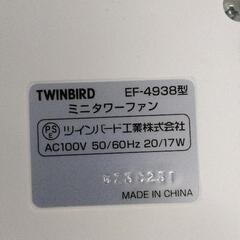 TWINBIRD EF-4938型
ミニタワーファン
PS E ツインバード工業株式会社
AC100V 50/60Hz 20/17W
MADE IN CHINA